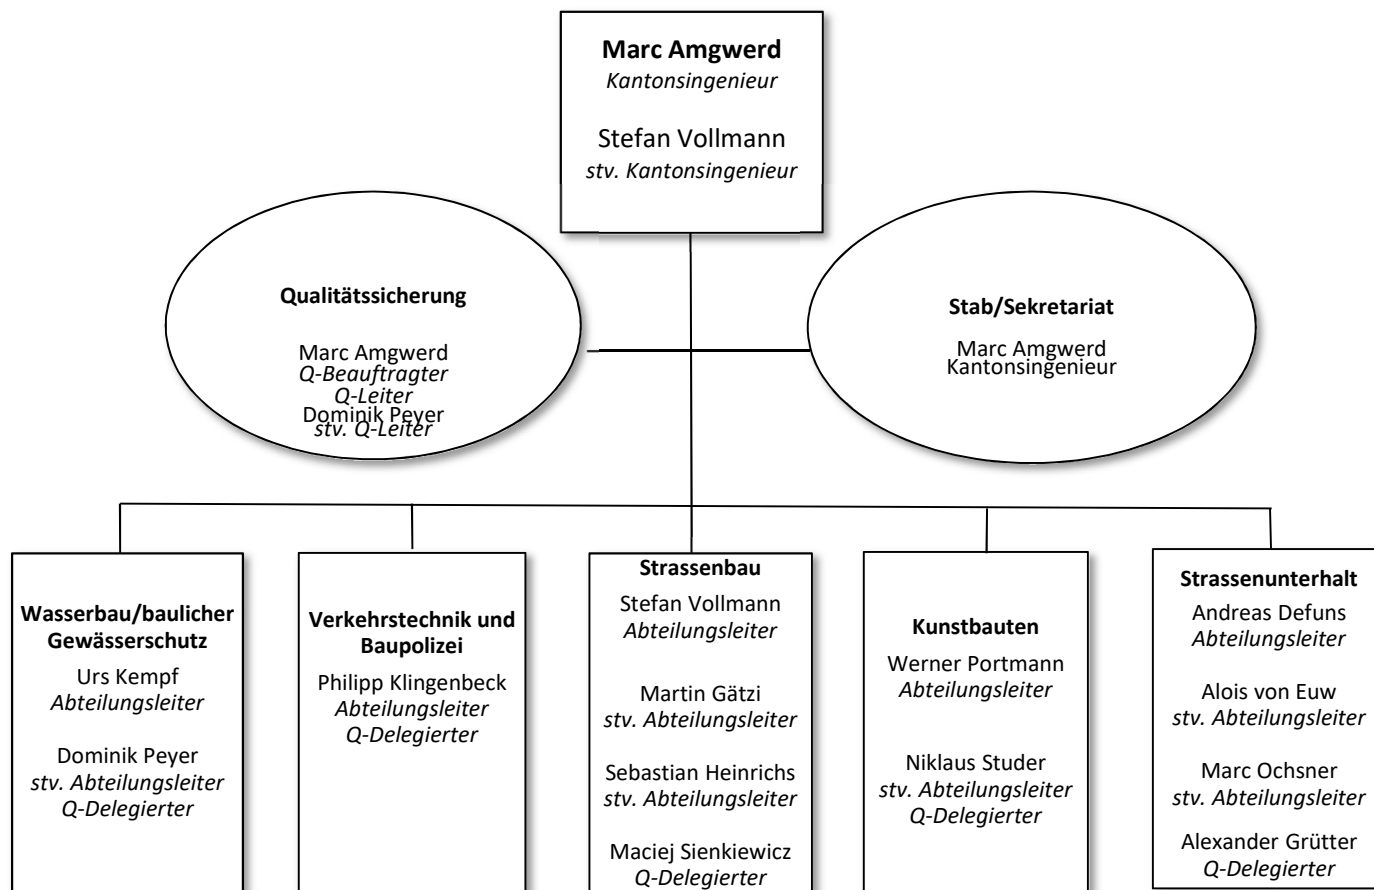 Marc Amgwerd
Kantonsingenieur
Stefan Vollmann
stv. Kantonsingenieur
Qualitätssicherung
Marc Amgwerd
Q-Beauftragter
Q-Leiter
Dominik Peyer
stv. Q-Leiter
Stab/Sekretariat
Marc Amgwerd
Kantonsingenieur
Wasserbau/baulicher
Gewässerschutz
Urs Kempf
Abteilungsleiter
Dominik Peyer
stv. Abteilungsleiter
Q-Delegierter
Verkehrstechnik und
Baupolizei
Philipp Klingenbeck
Abteilungsleiter
Q-Delegierter
Strassenbau
Stefan Vollmann
Abteilungsleiter
Martin Gätzi
stv. Abteilungsleiter
Sebastian Heinrichs
stv. Abteilungsleiter
Maciej Sienkiewicz
Q-Delegierter
Kunstbauten
Werner Portmann
Abteilungsleiter
Niklaus Studer
stv. Abteilungsleiter
Q-Delegierter
Strassenunterhalt
Andreas Defuns
Abteilungsleiter
Alois von Euw
stv. Abteilungsleiter
Marc Ochsner
stv. Abteilungsleiter
Alexander Grütter
Q-Delegierter